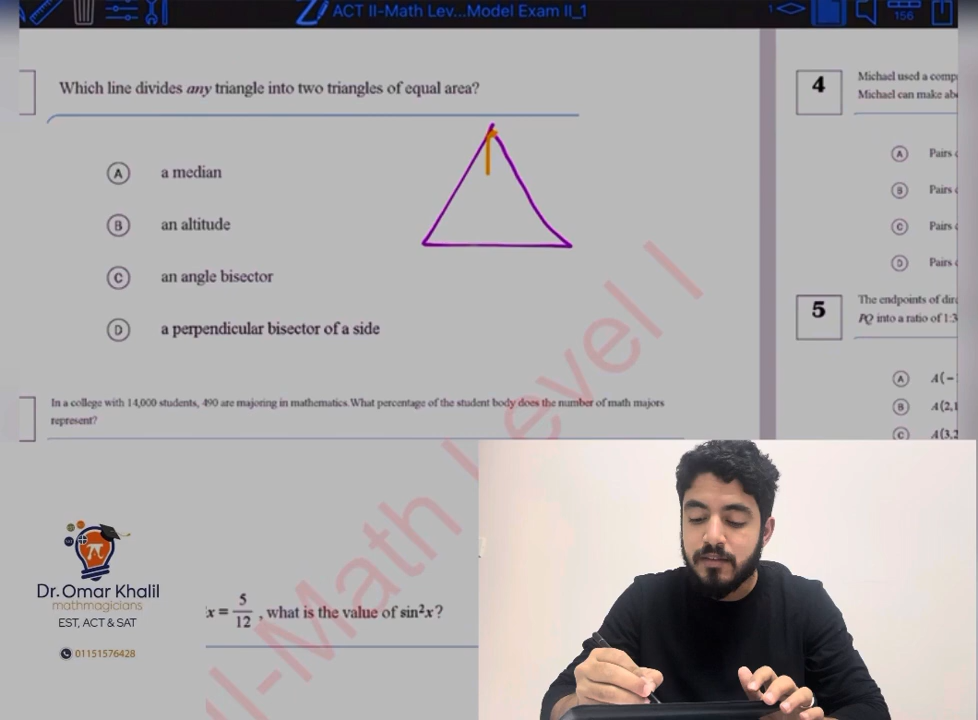 ACT II-Math Lev...Model Exam II_1
1
156
Which line divides any triangle into two triangles of equal area?
A a median
B an altitude
C an angle bisector
D a perpendicular bisector of a side
In a college with 14,000 students, 490 are majoring in mathematics. What percentage of the student body does the number of math majors
represent?
4
Michael used a comp
Michael can make ab
A Pairs
B Pairs
C Pairs
D Pairs
5
The endpoints of dir
PQ into a ratio of 1:3
A A(-
B A(2,1
C A(3,2
x = 5/12 , what is the value of sin²x?
Level I
II-Math
π
Dr. Omar Khalil
mathmagicians
EST, ACT & SAT
01151576428